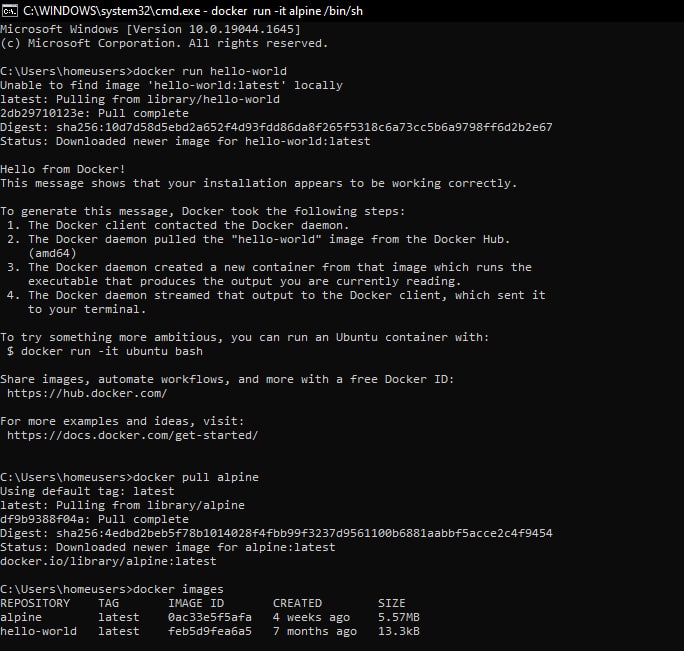 C:\WINDOWS\system32\cmd.exe - docker run -it alpine /bin/sh
Microsoft Windows [Version 10.0.19044.1645]
(c) Microsoft Corporation. All rights reserved.
C:\Users\homeusers>docker run hello-world
Unable to find image 'hello-world:latest' locally
latest: Pulling from library/hello-world
2db29710123e: Pull complete
Digest: sha256:10d7d58d5ebd2a652f4d93fdd86da8f265f5318c6a73cc5b6a9798ff6d2b2e67
Status: Downloaded newer image for hello-world:latest
Hello from Docker!
This message shows that your installation appears to be working correctly.
To generate this message, Docker took the following steps:
1. The Docker client contacted the Docker daemon.
2. The Docker daemon pulled the "hello-world" image from the Docker Hub.
(amd64)
3. The Docker daemon created a new container from that image which runs the
executable that produces the output you are currently reading.
4. The Docker daemon streamed that output to the Docker client, which sent it
to your terminal.
To try something more ambitious, you can run an Ubuntu container with:
$ docker run -it ubuntu bash
Share images, automate workflows, and more with a free Docker ID:
https://hub.docker.com/
For more examples and ideas, visit:
https://docs.docker.com/get-started/
C:\Users\homeusers>docker pull alpine
Using default tag: latest
latest: Pulling from library/alpine
df9b9388f04a: Pull complete
Digest: sha256:4edbd2beb5f78b1014028f4fbb99f3237d9561100b6881aabbf5acce2c4f9454
Status: Downloaded newer image for alpine:latest
docker.io/library/alpine:latest
C:\Users\homeusers>docker images
REPOSITORY TAG IMAGE ID CREATED SIZE
alpine latest 0ac33e5f5afa 4 weeks ago 5.57MB
hello-world latest feb5d9fea6a5 7 months ago 13.3kB